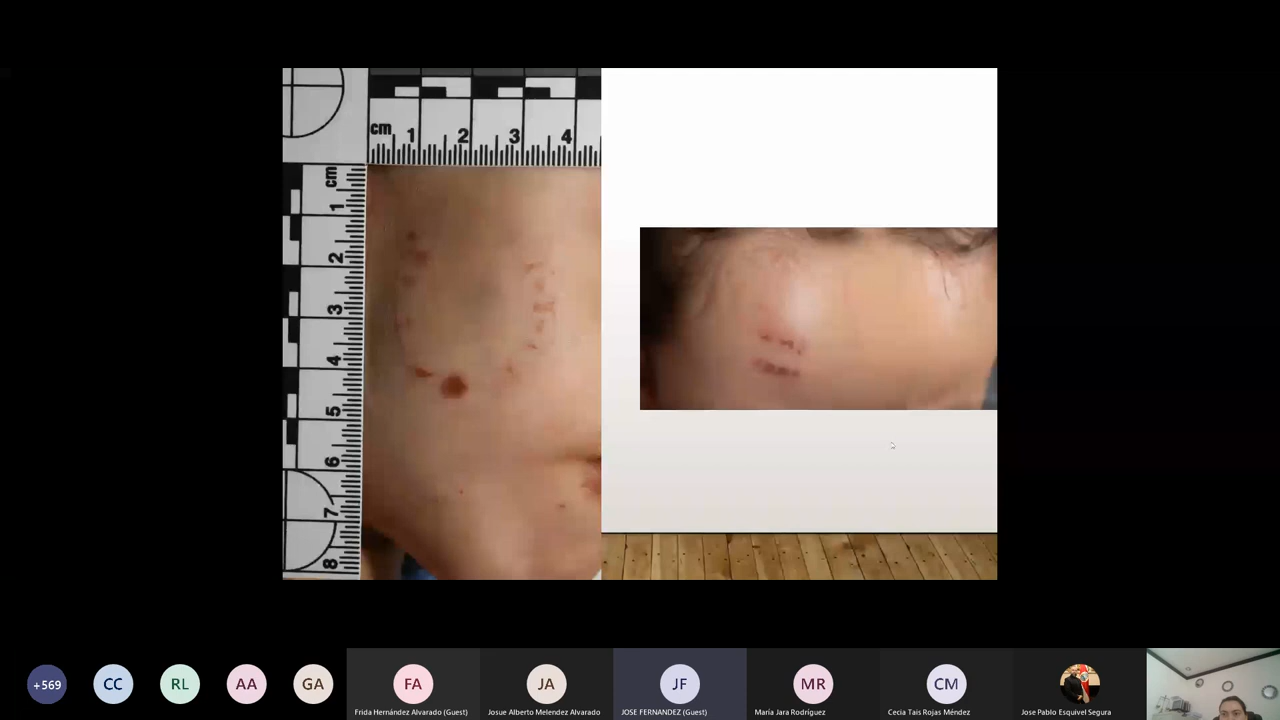 cm 1 2 3 4
cm
1
2
3
4
5
6
7
8
+569 CC RL AA GA FA JA JF MR CM
Frida Hernández Alvarado (Guest) Josue Alberto Melendez Alvarado JOSE FERNANDEZ (Guest) María Jara Rodríguez Cecia Tais Rojas Méndez Jose Pablo Esquivel Segura